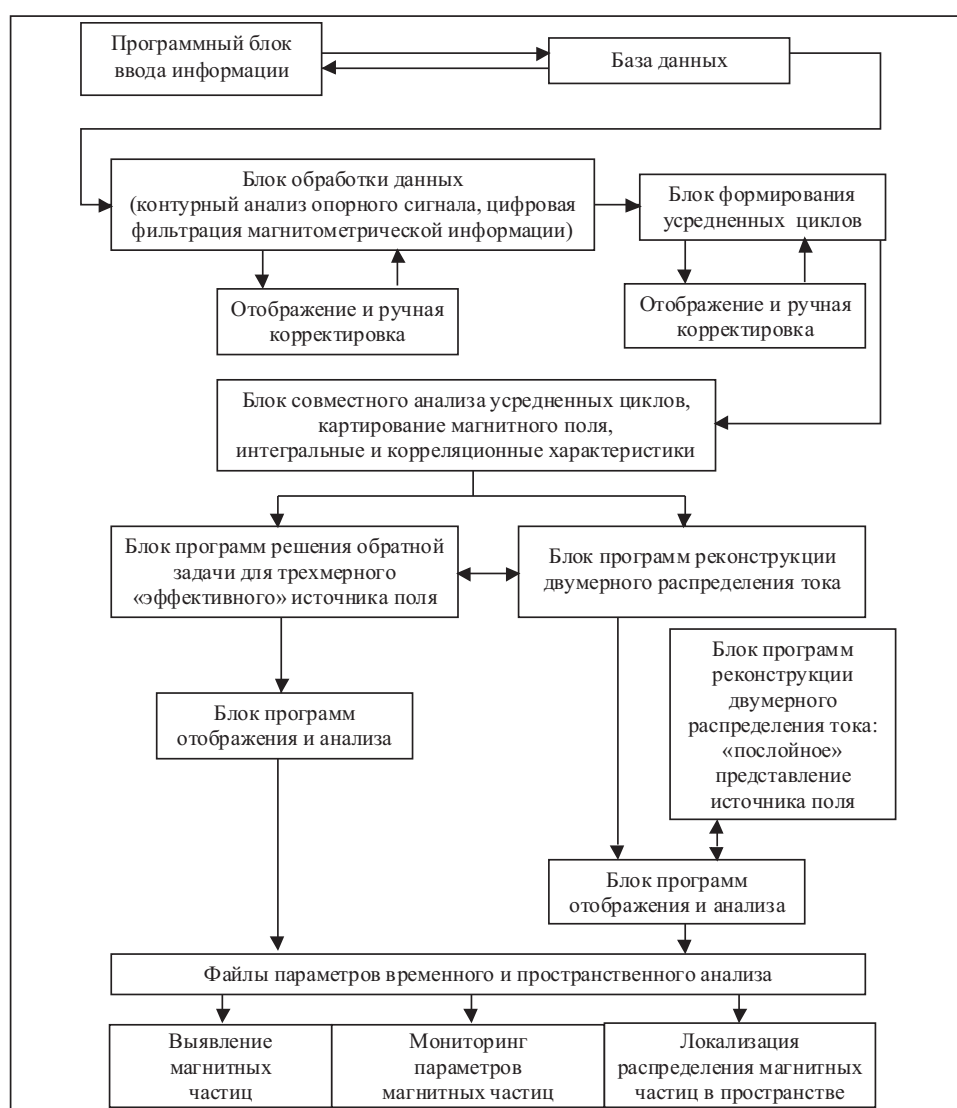 Программный блок
ввода информации
База данных
Блок обработки данных
(контурный анализ опорного сигнала, цифровая
фильтрация магнитометрической информации)
Блок формирования
усредненных циклов
Отображение и ручная
корректировка
Отображение и ручная
корректировка
Блок совместного анализа усредненных циклов,
картирование магнитного поля,
интегральные и корреляционные характеристики
Блок программ решения обратной
задачи для трехмерного
«эффективного» источника поля
Блок программ реконструкции
двумерного распределения тока
Блок программ
реконструкции
двумерного
распределения тока:
«послойное»
представление
источника поля
Блок программ
отображения и анализа
Блок программ
отображения и анализа
Файлы параметров временного и пространственного анализа
Выявление
магнитных
частиц
Мониторинг
параметров
магнитных частиц
Локализация
распределения магнитных
частиц в пространстве